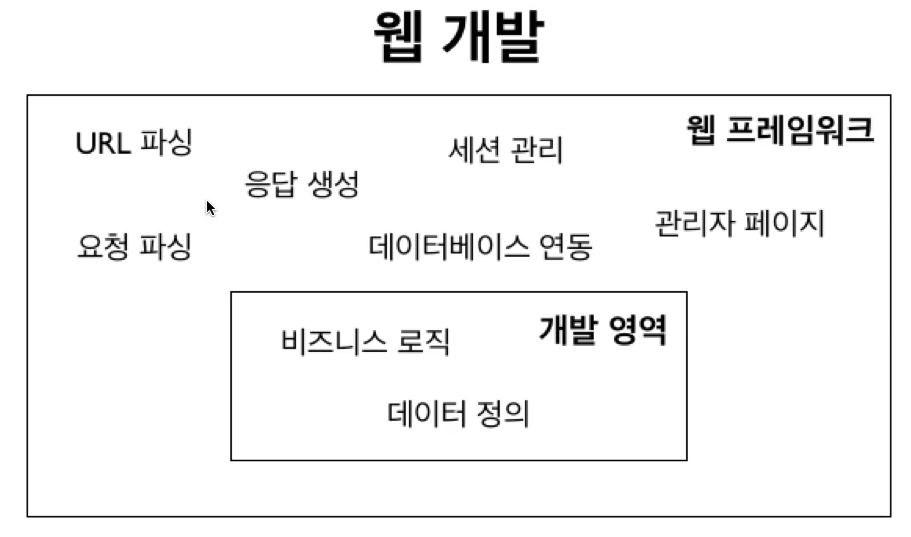 웹 개발
웹 프레임워크
URL 파싱
세션 관리
응답 생성
관리자 페이지
요청 파싱
데이터베이스 연동
개발 영역
비즈니스 로직
데이터 정의